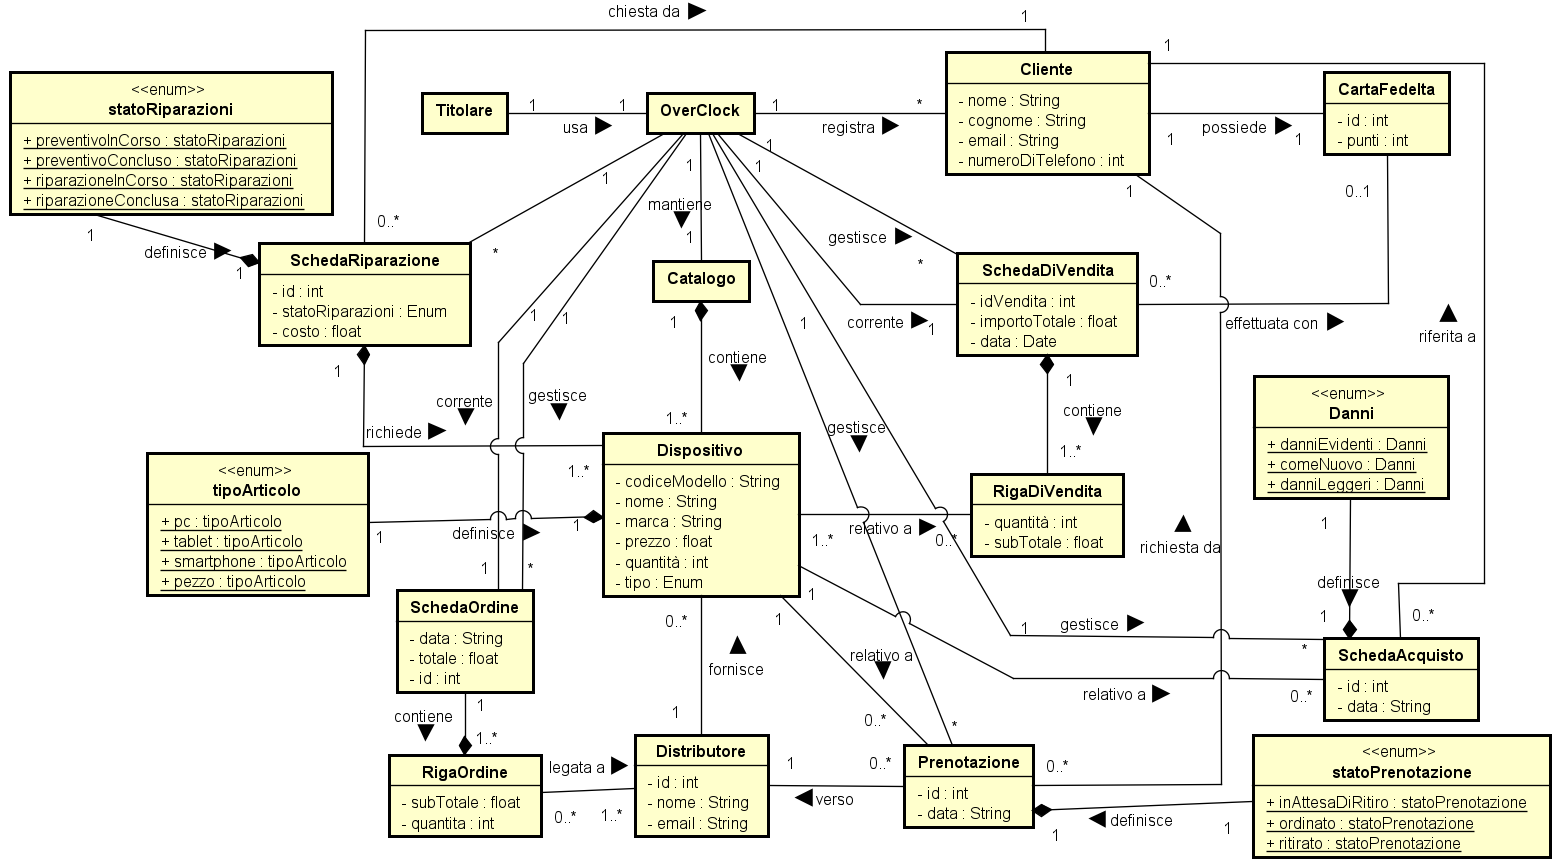 chiesta da
1
1
<<enum>>
statoRiparazioni
+ preventivoInCorso : statoRiparazioni
+ preventivoConcluso : statoRiparazioni
+ riparazioneInCorso : statoRiparazioni
+ riparazioneConclusa : statoRiparazioni
Titolare
1
1
usa
OverClock
1
*
registra
Cliente
- nome : String
- cognome : String
- email : String
- numeroDiTelefono : int
1
possiede
1
CartaFedelta
- id : int
- punti : int
1
1
1
1
1
0..1
mantiene
1
0..*
1
definisce
1
*
gestisce
*
SchedaRiparazione
- id : int
- statoRiparazioni : Enum
- costo : float
Catalogo
SchedaDiVendita
- idVendita : int
- importoTotale : float
- data : Date
0..*
1
1
1
1
corrente
1
effettuata con
riferita a
1
contiene
1
contiene
corrente
gestisce
1..*
richiede
1..*
gestisce
1..*
<<enum>>
Danni
+ danniEvidenti : Danni
+ comeNuovo : Danni
+ danniLeggeri : Danni
<<enum>>
tipoArticolo
+ pc : tipoArticolo
+ tablet : tipoArticolo
+ smartphone : tipoArticolo
+ pezzo : tipoArticolo
1
definisce
1
Dispositivo
- codiceModello : String
- nome : String
- marca : String
- prezzo : float
- quantità : int
- tipo : Enum
RigaDiVendita
- quantità : int
- subTotale : float
relativo a
1..*
0..*
richiesta da
1
definisce
1
1
*
SchedaOrdine
- data : String
- totale : float
- id : int
0..*
1
1
1
gestisce
*
0..*
fornisce
relativo a
relativo a
0..*
SchedaAcquisto
- id : int
- data : String
1
contiene
1..*
1
0..*
*
RigaOrdine
- subTotale : float
- quantita : int
legata a
0..*
1..*
Distributore
- id : int
- nome : String
- email : String
1
0..*
verso
Prenotazione
- id : int
- data : String
0..*
1
definisce
1
<<enum>>
statoPrenotazione
+ inAttesaDiRitiro : statoPrenotazione
+ ordinato : statoPrenotazione
+ ritirato : statoPrenotazione